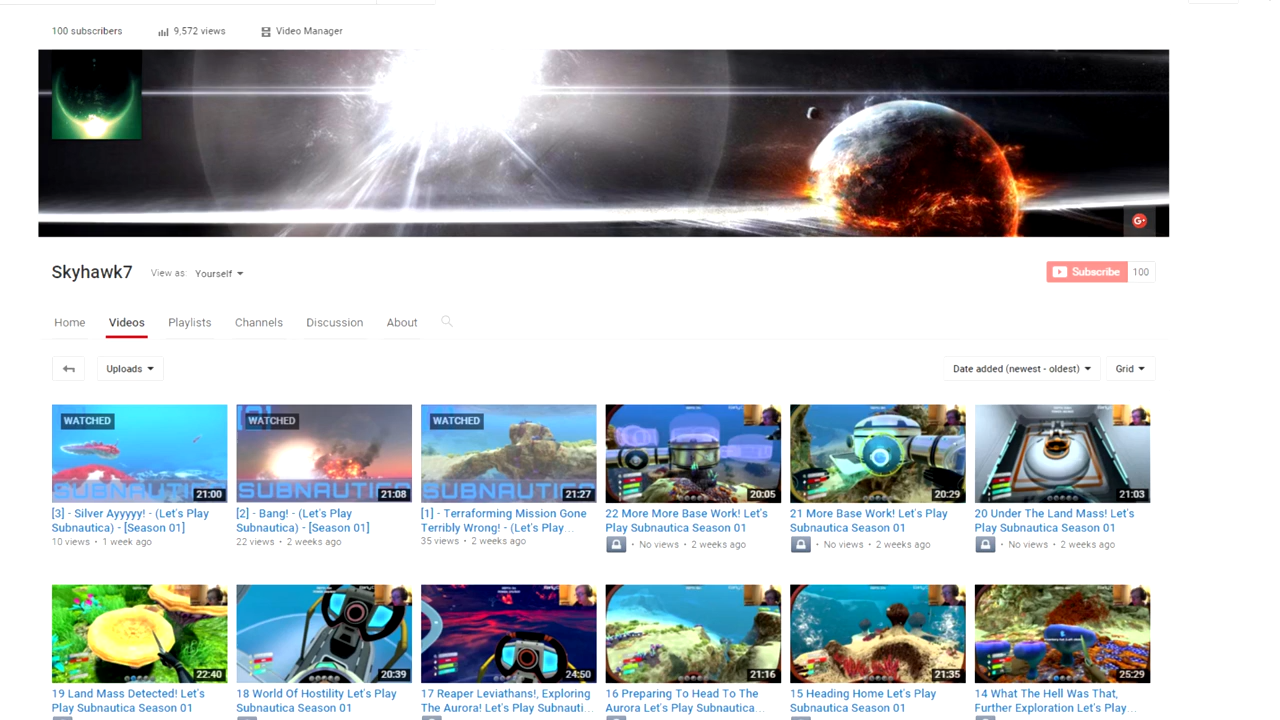 100 subscribers 9,572 views Video Manager
G+
Skyhawk7 View as: Yourself
Subscribe 100
Home Videos Playlists Channels Discussion About
Uploads Date added (newest - oldest) Grid
WATCHED WATCHED WATCHED
SUBNAUTICA SUBNAUTICA SUBNAUTICA
21:00 21:08 21:27 20:05 20:29 21:03
[3] - Silver Ayyyyy! - (Let's Play
Subnautica) - [Season 01]
10 views • 1 week ago
[2] - Bang! - (Let's Play
Subnautica) - [Season 01]
22 views • 2 weeks ago
[1] - Terraforming Mission Gone
Terribly Wrong! - (Let's Play ...
35 views • 2 weeks ago
22 More More Base Work! Let's
Play Subnautica Season 01
• No views • 2 weeks ago
21 More Base Work! Let's Play
Subnautica Season 01
• No views • 2 weeks ago
20 Under The Land Mass! Let's
Play Subnautica Season 01
• No views • 2 weeks ago
22:40 20:39 24:50 21:16 21:35 25:29
19 Land Mass Detected! Let's
Play Subnautica Season 01
18 World Of Hostility Let's Play
Subnautica Season 01
17 Reaper Leviathans!, Exploring
The Aurora! Let's Play Subnauti...
16 Preparing To Head To The
Aurora Let's Play Subnautica...
15 Heading Home Let's Play
Subnautica Season 01
14 What The Hell Was That,
Further Exploration Let's Play...